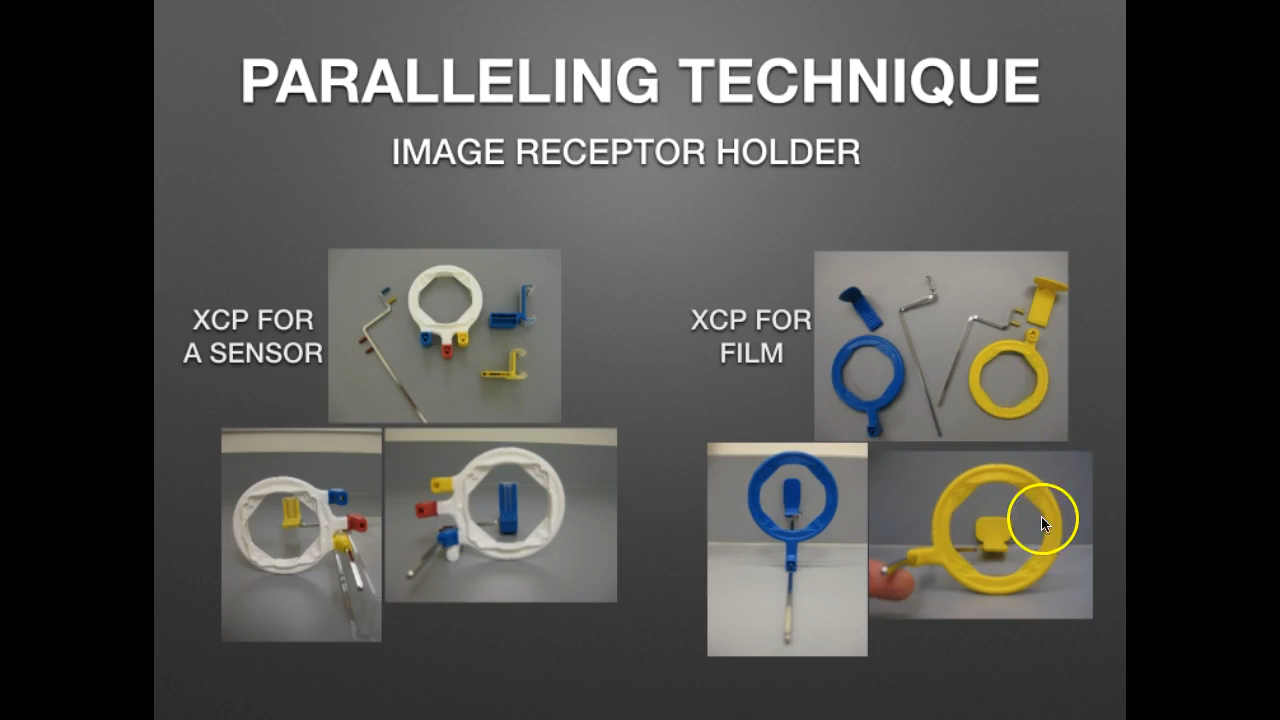 PARALLELING TECHNIQUE
IMAGE RECEPTOR HOLDER
XCP FOR
A SENSOR
XCP FOR
FILM